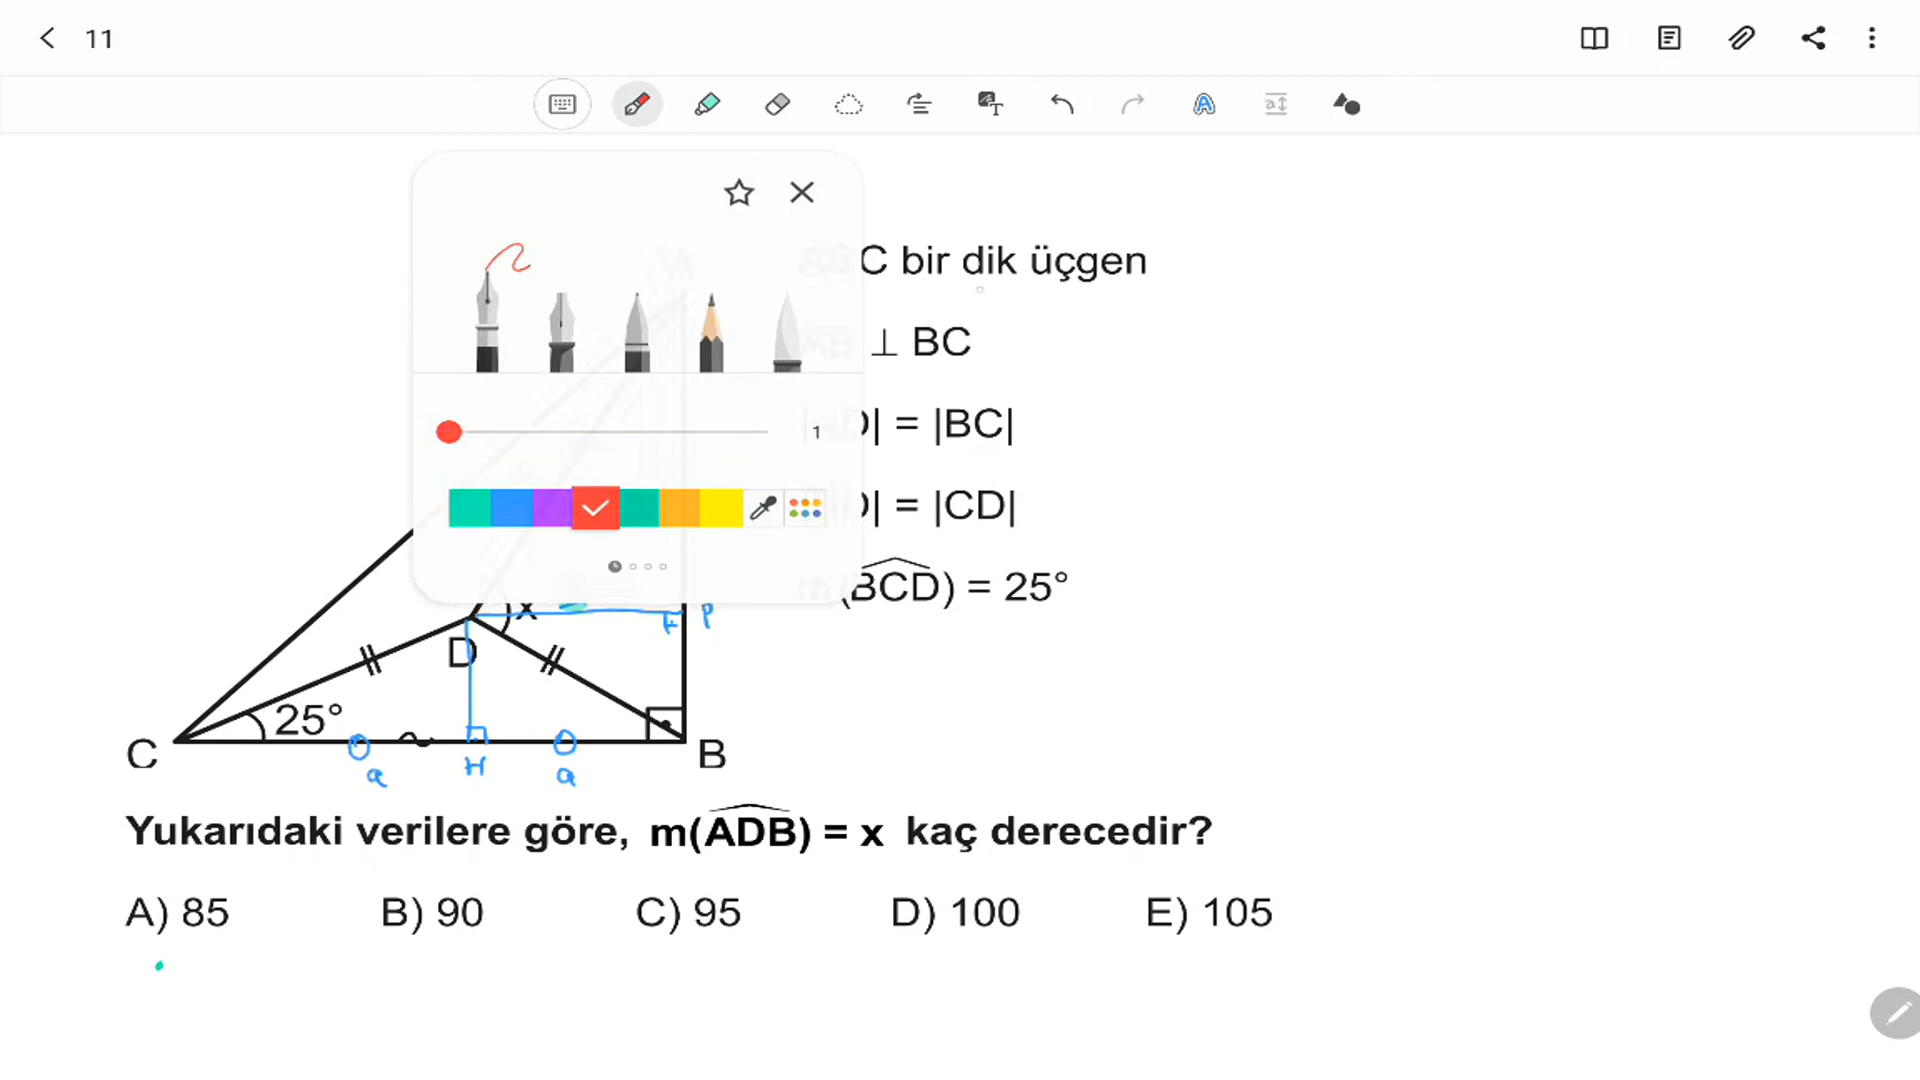 11
C bir dik üçgen
⊥ BC
D| = |BC|
1
D| = |CD|
(BCD) = 25°
x
P
D
25°
C
B
a
H
a
Yukarıdaki verilere göre, m(ADB) = x kaç derecedir?
A) 85 B) 90 C) 95 D) 100 E) 105